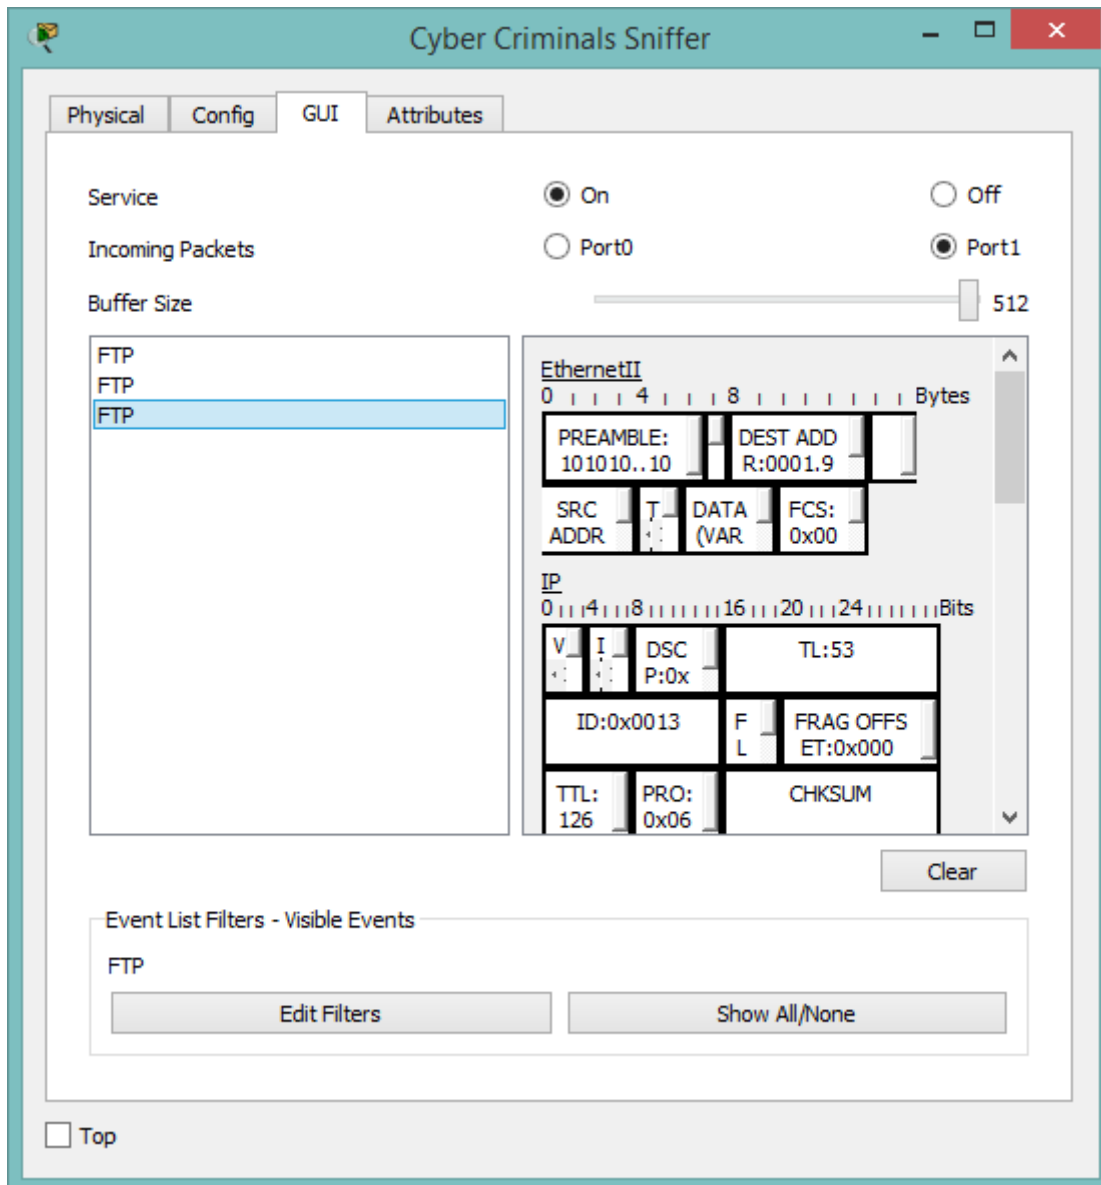 Cyber Criminals Sniffer
Physical Config GUI Attributes
Service On Off
Incoming Packets Port0 Port1
Buffer Size 512
FTP
FTP
FTP
EthernetII
0 4 8 Bytes
PREAMBLE: DEST ADD
101010..10 R:0001.9
SRC T DATA FCS:
ADDR (VAR 0x00
IP
0 4 8 16 20 24 Bits
V I DSC TL:53
P:0x
ID:0x0013 F FRAG OFFS
L ET:0x000
TTL: PRO: CHKSUM
126 0x06
Clear
Event List Filters - Visible Events
FTP
Edit Filters Show All/None
Top